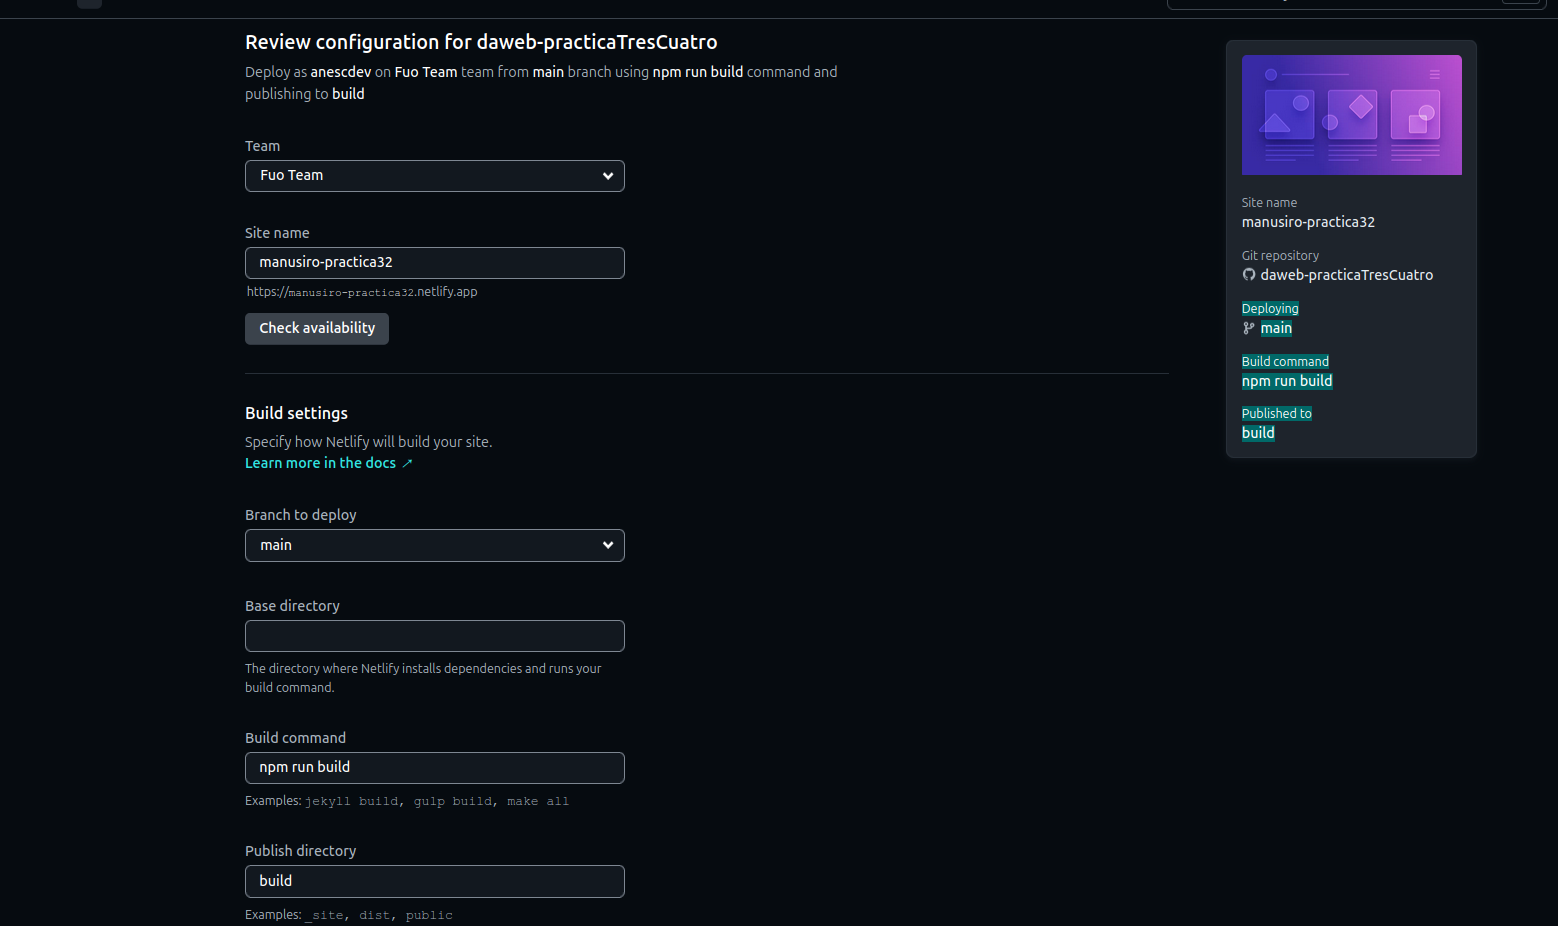 Review configuration for daweb-practicaTresCuatro
Deploy as anescdev on Fuo Team team from main branch using npm run build command and
publishing to build
Team
Fuo Team
Site name
manusiro-practica32
https://manusiro-practica32.netlify.app
Check availability
Build settings
Specify how Netlify will build your site.
Learn more in the docs ↗
Branch to deploy
main
Base directory
The directory where Netlify installs dependencies and runs your
build command.
Build command
npm run build
Examples: jekyll build, gulp build, make all
Publish directory
build
Examples: _site, dist, public
Site name
manusiro-practica32
Git repository
daweb-practicaTresCuatro
Deploying
main
Build command
npm run build
Published to
build